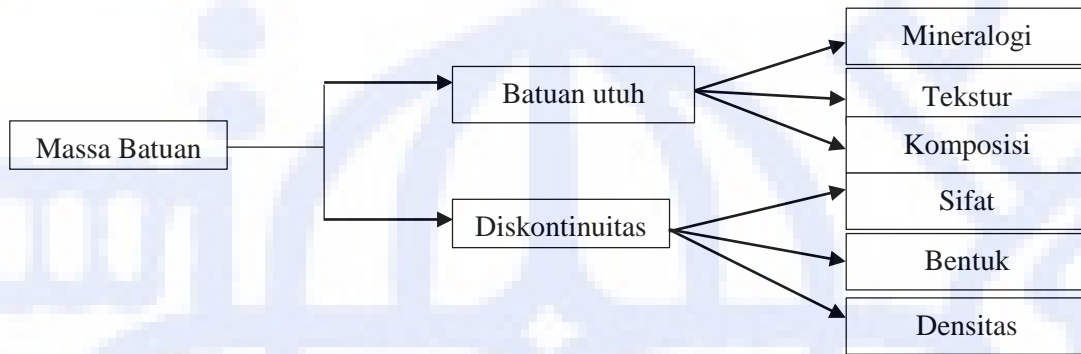 Massa Batuan
Batuan utuh
Diskontinuitas
Mineralogi
Tekstur
Komposisi
Sifat
Bentuk
Densitas